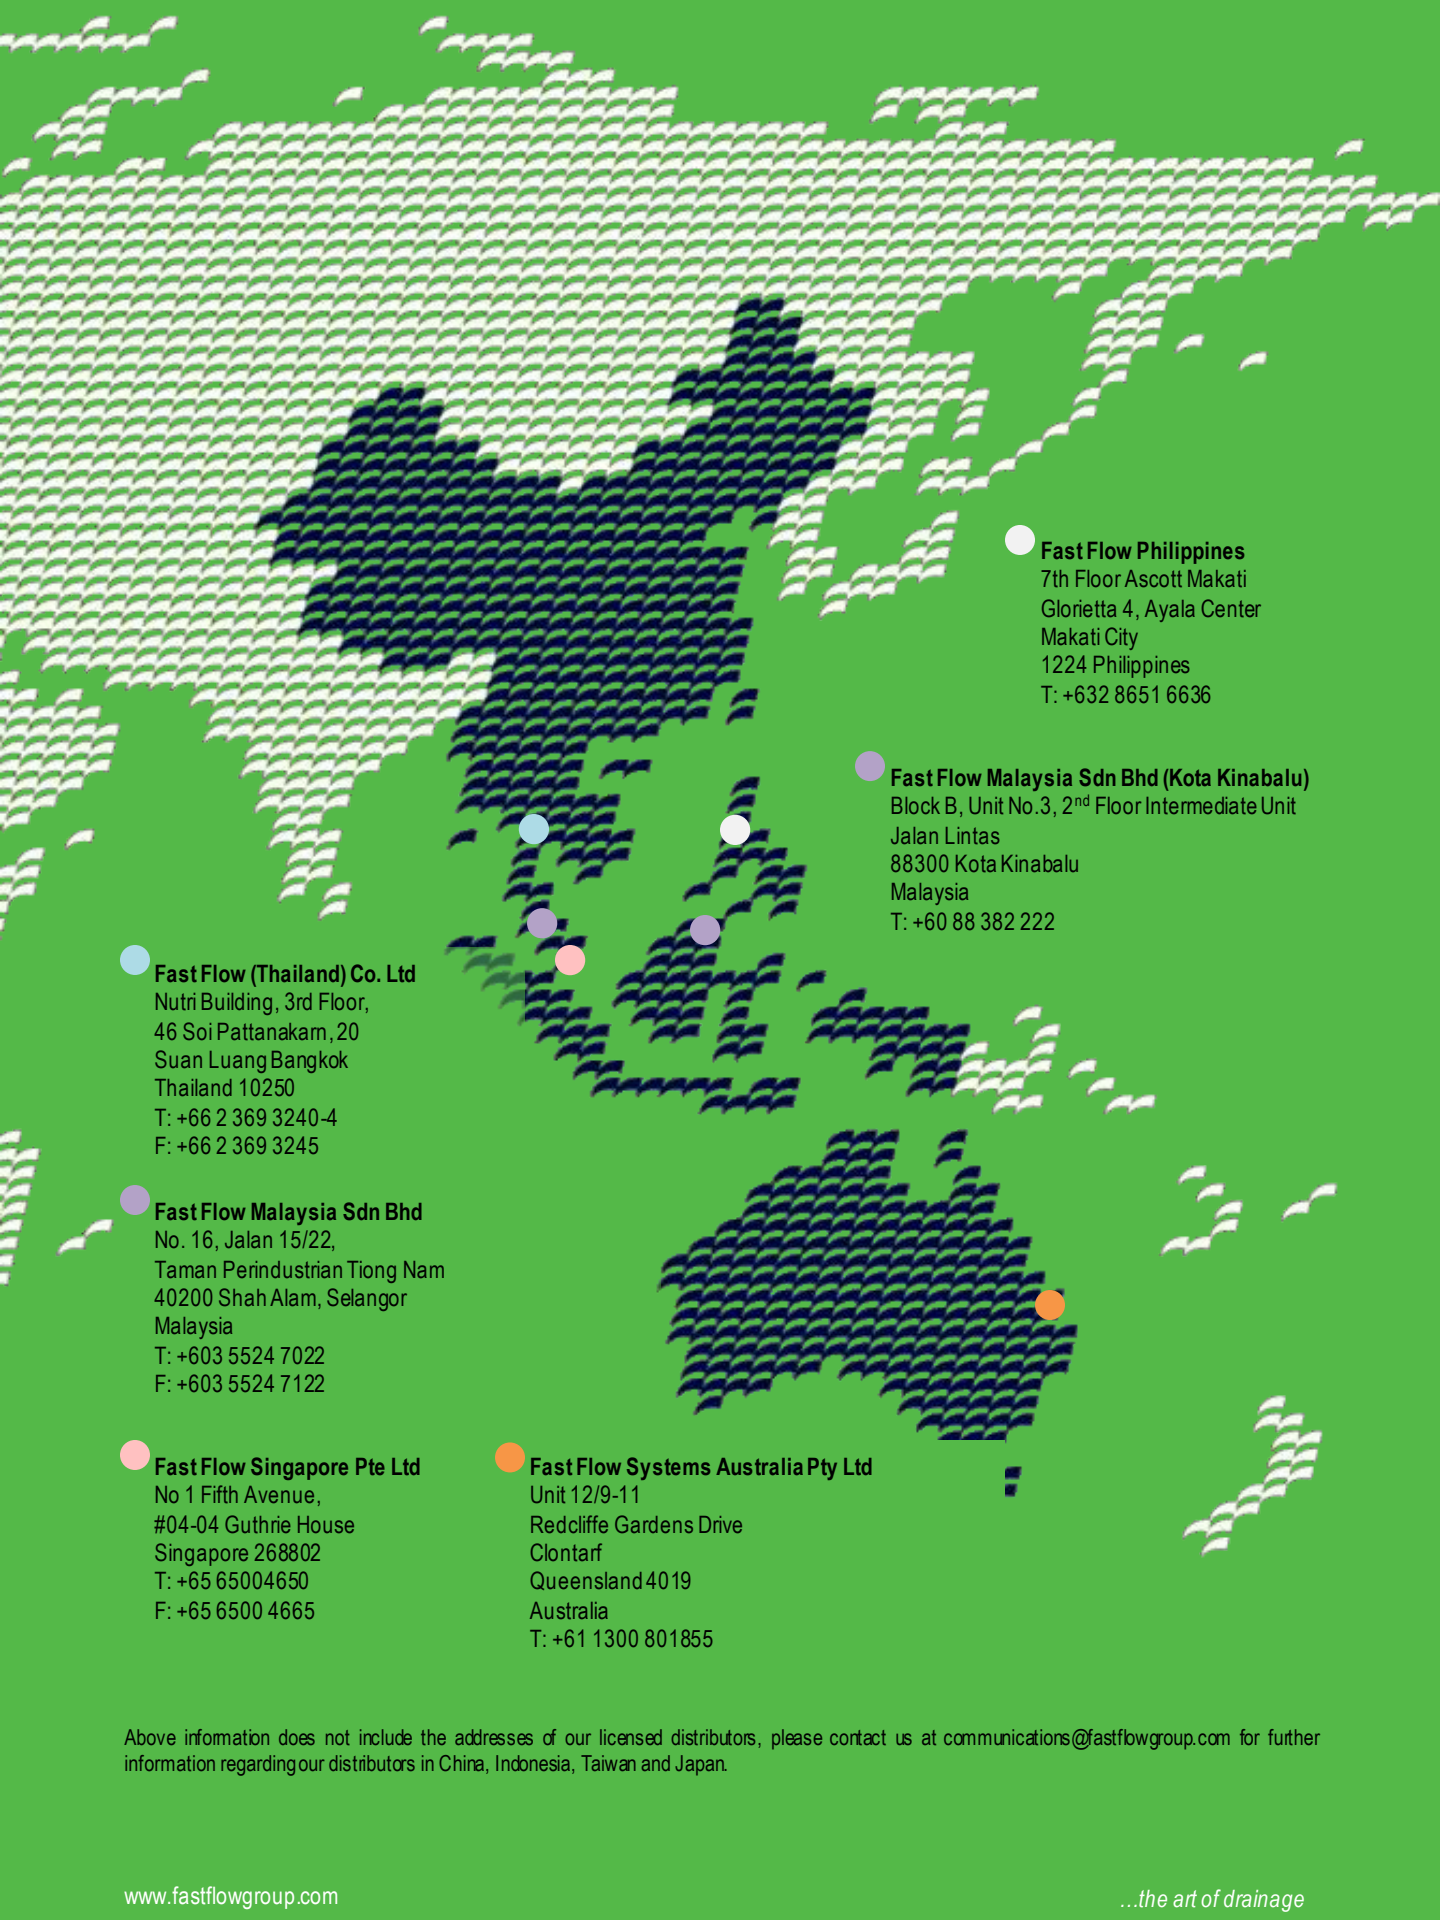 Fast Flow Philippines
7th Floor Ascott Makati
Glorietta 4, Ayala Center
Makati City
1224 Philippines
T: +632 8651 6636
Fast Flow Malaysia Sdn Bhd (Kota Kinabalu)
Block B, Unit No.3, 2nd Floor Intermediate Unit
Jalan Lintas
88300 Kota Kinabalu
Malaysia
T: +60 88 382 222
Fast Flow (Thailand) Co. Ltd
Nutri Building, 3rd Floor,
46 Soi Pattanakarn, 20
Suan Luang Bangkok
Thailand 10250
T: +66 2 369 3240-4
F: +66 2 369 3245
Fast Flow Malaysia Sdn Bhd
No. 16, Jalan 15/22,
Taman Perindustrian Tiong Nam
40200 Shah Alam, Selangor
Malaysia
T: +603 5524 7022
F: +603 5524 7122
Fast Flow Singapore Pte Ltd
No 1 Fifth Avenue,
#04-04 Guthrie House
Singapore 268802
T: +65 65004650
F: +65 6500 4665
Fast Flow Systems Australia Pty Ltd
Unit 12/9-11
Redcliffe Gardens Drive
Clontarf
Queensland 4019
Australia
T: +61 1300 801855
Above information does not include the addresses of our licensed distributors, please contact us at communications@fastflowgroup.com for further
information regarding our distributors in China, Indonesia, Taiwan and Japan.
www.fastflowgroup.com
...the art of drainage